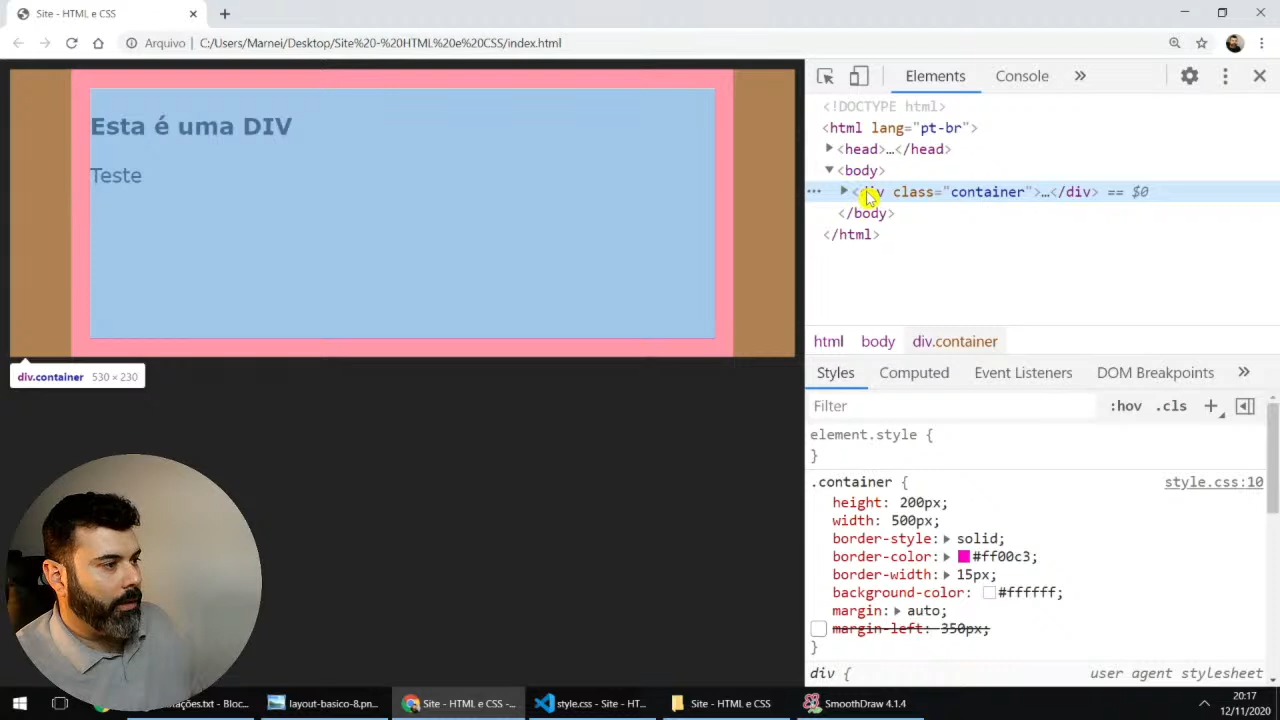 Site - HTML e CSS
Arquivo | C:/Users/Marnei/Desktop/Site%20-%20HTML%20e%20CSS/index.html
Esta é uma DIV
Teste
div.container 530 × 230
Elements Console »
<!DOCTYPE html>
<html lang="pt-br">
<head>…</head>
<body>
… <div class="container">…</div> == $0
</body>
</html>
html body div.container
Styles Computed Event Listeners DOM Breakpoints »
Filter :hov .cls +
element.style {
}
.container { style.css:10
height: 200px;
width: 500px;
border-style: solid;
border-color: #ff00c3;
border-width: 15px;
background-color: #ffffff;
margin: auto;
margin-left: 350px;
}
div { user agent stylesheet
ações.txt - Bloc... layout-basico-8.pn... Site - HTML e CSS -... style.css - Site - HT... Site - HTML e CSS SmoothDraw 4.1.4
20:17
12/11/2020